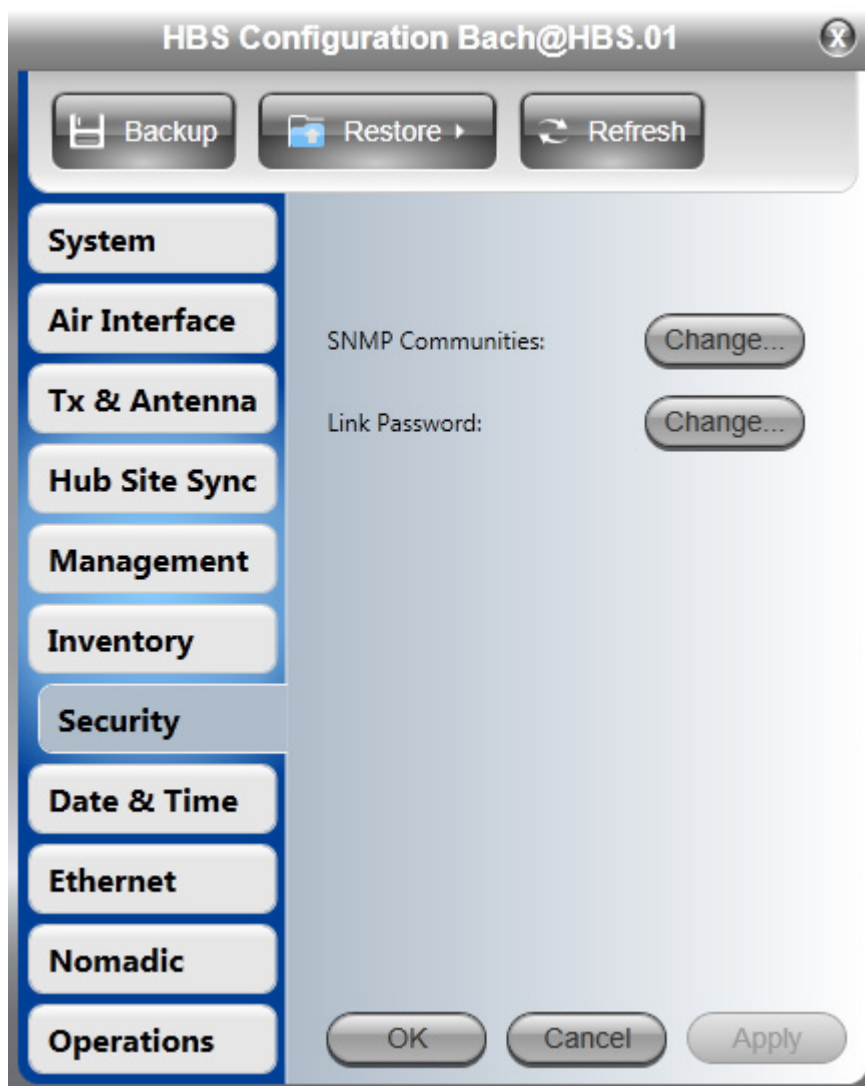 HBS Configuration Bach@HBS.01
X
Backup
Restore
Refresh
System
Air Interface
Tx & Antenna
Hub Site Sync
Management
Inventory
Security
Date & Time
Ethernet
Nomadic
Operations
SNMP Communities:
Change...
Link Password:
Change...
OK
Cancel
Apply